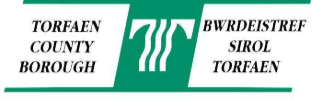 TORFAEN
COUNTY
BOROUGH
BWRDEISTREF
SIROL
TORFAEN